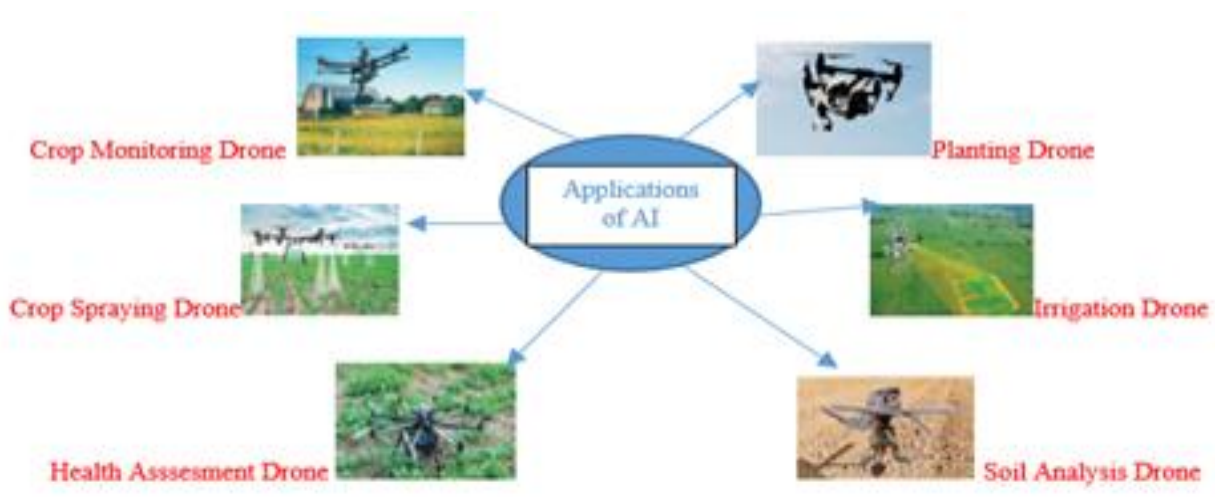 Crop Monitoring Drone
Planting Drone
Applications
of AI
Crop Spraying Drone
Irrigation Drone
Health Asssesment Drone
Soil Analysis Drone